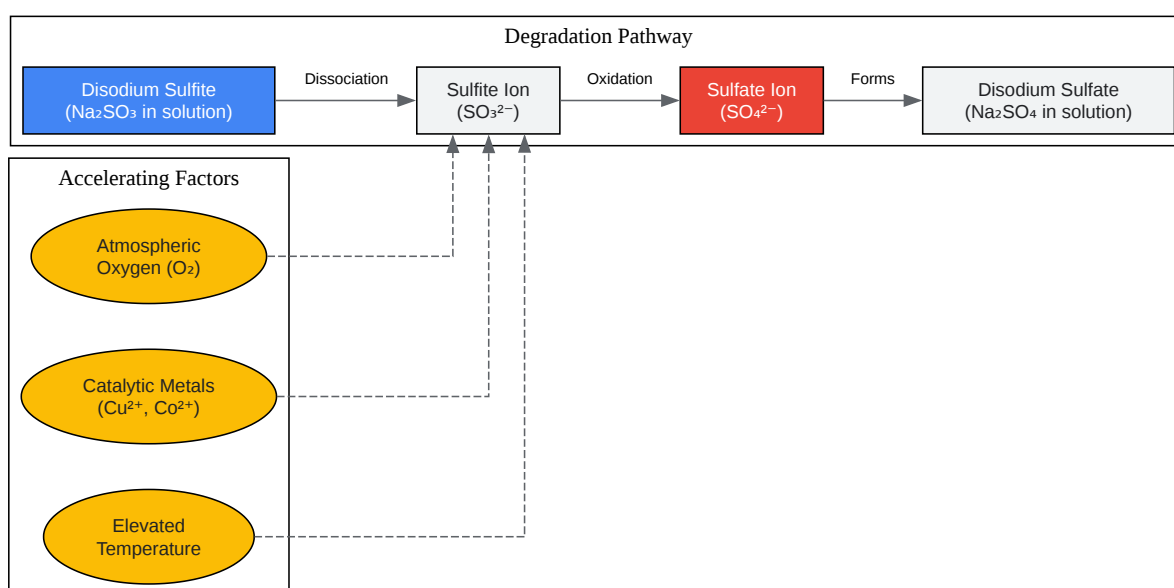 Degradation Pathway
Disodium Sulfite
(Na₂SO₃ in solution)
Dissociation
Sulfite Ion
(SO₃²⁻)
Oxidation
Sulfate Ion
(SO₄²⁻)
Forms
Disodium Sulfate
(Na₂SO₄ in solution)
Accelerating Factors
Atmospheric
Oxygen (O₂)
Catalytic Metals
(Cu²⁺, Co²⁺)
Elevated
Temperature